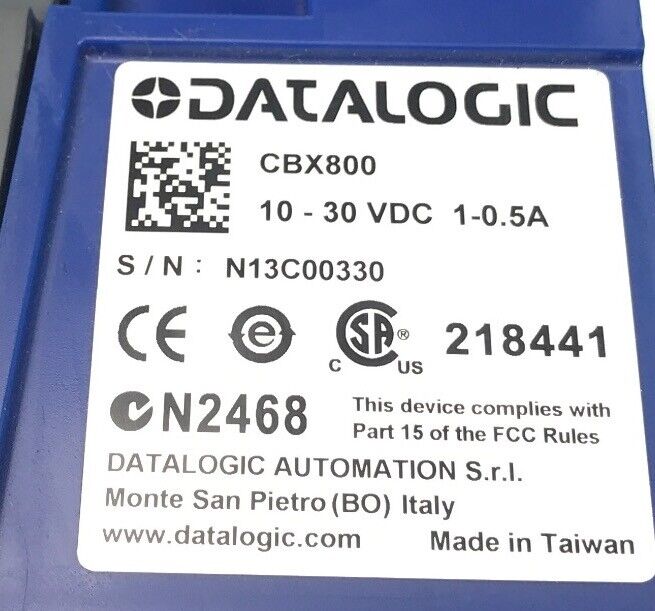 DATALOGIC
CBX800
10 - 30 VDC 1-0.5A
S / N : N13C00330
CE e CSA® C US 218441
N2468
This device complies with
Part 15 of the FCC Rules
DATALOGIC AUTOMATION S.r.l.
Monte San Pietro (BO) Italy
www.datalogic.com Made in Taiwan